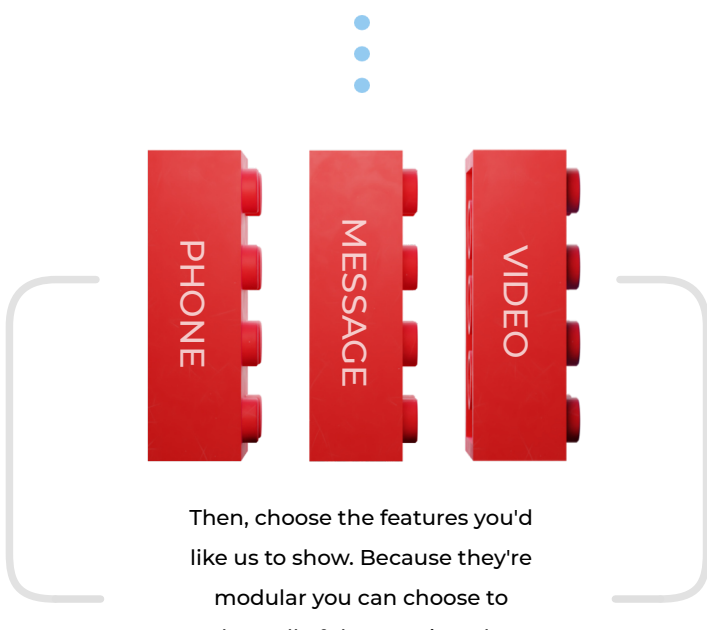 PHONE
MESSAGE
VIDEO
Then, choose the features you'd
like us to show. Because they're
modular you can choose to